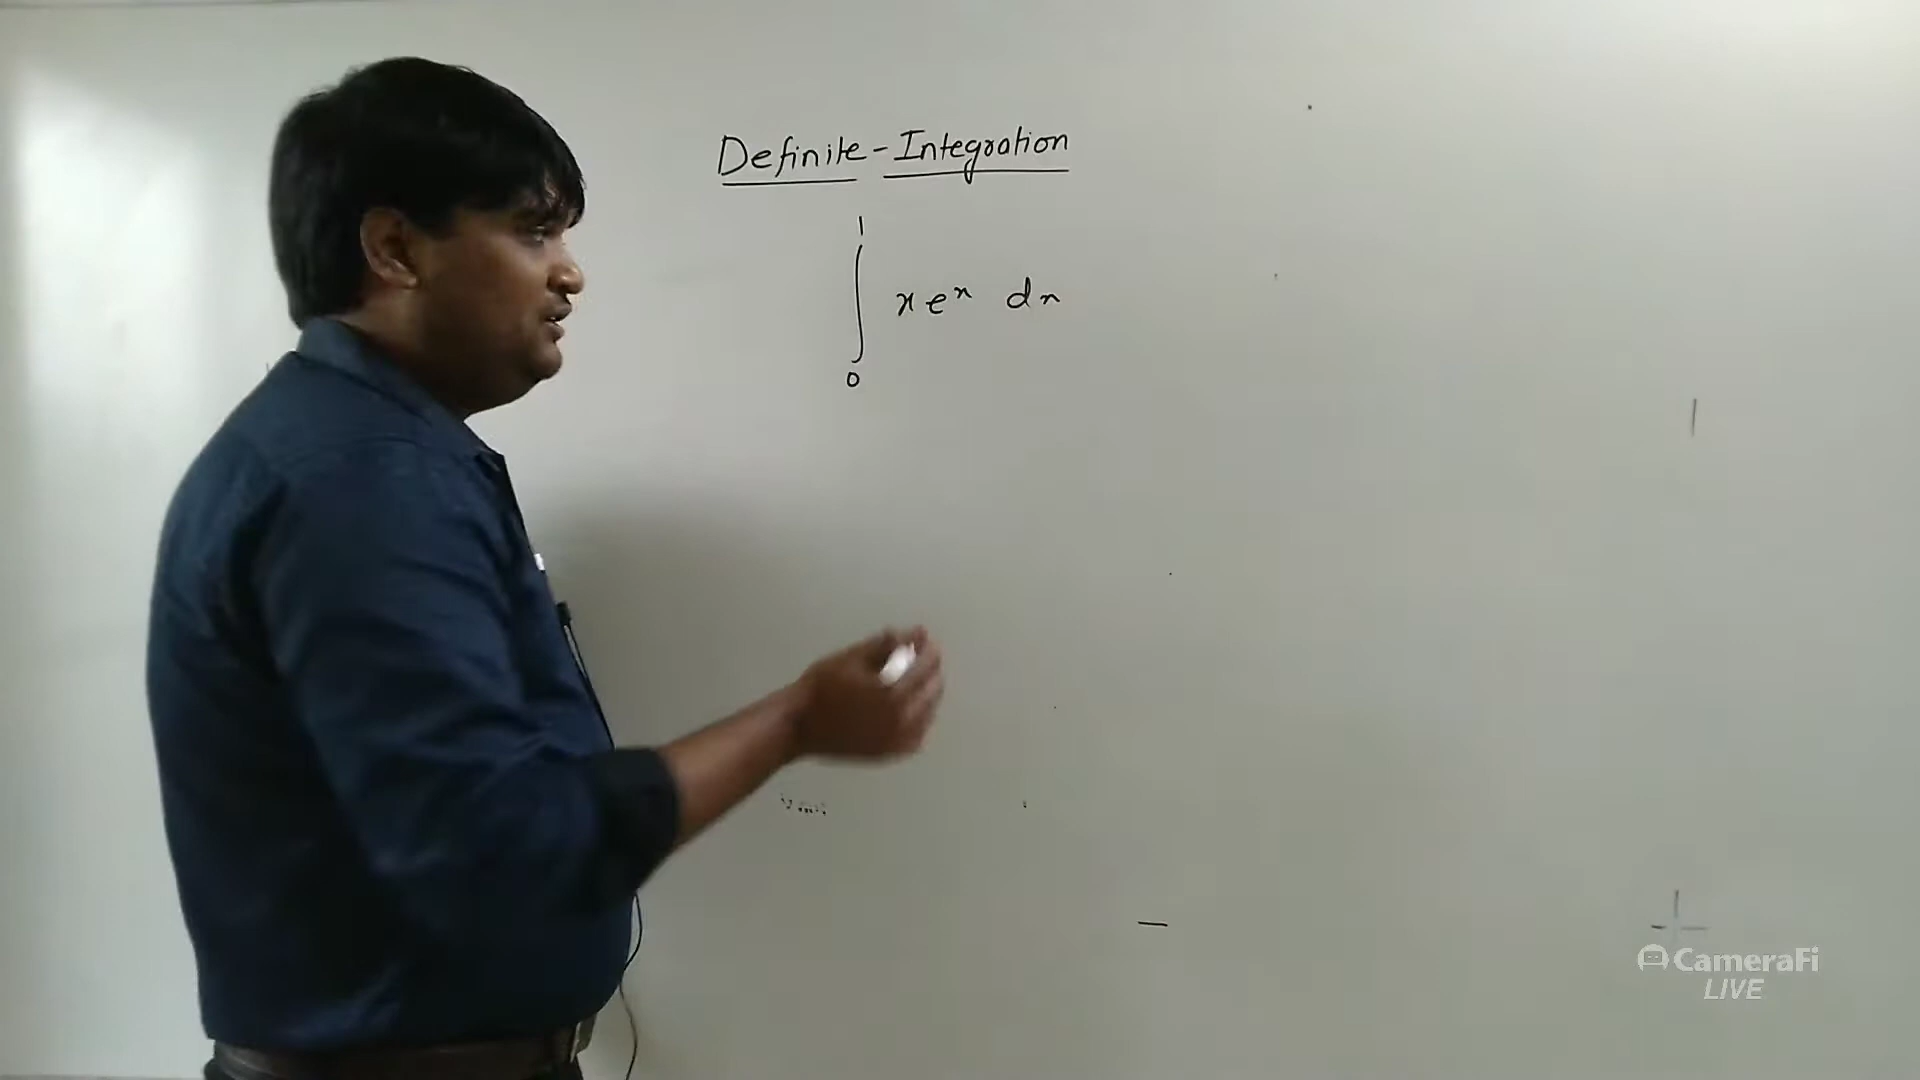 Definite-Integration
1
∫ x eˣ dx
0
CameraFi
LIVE